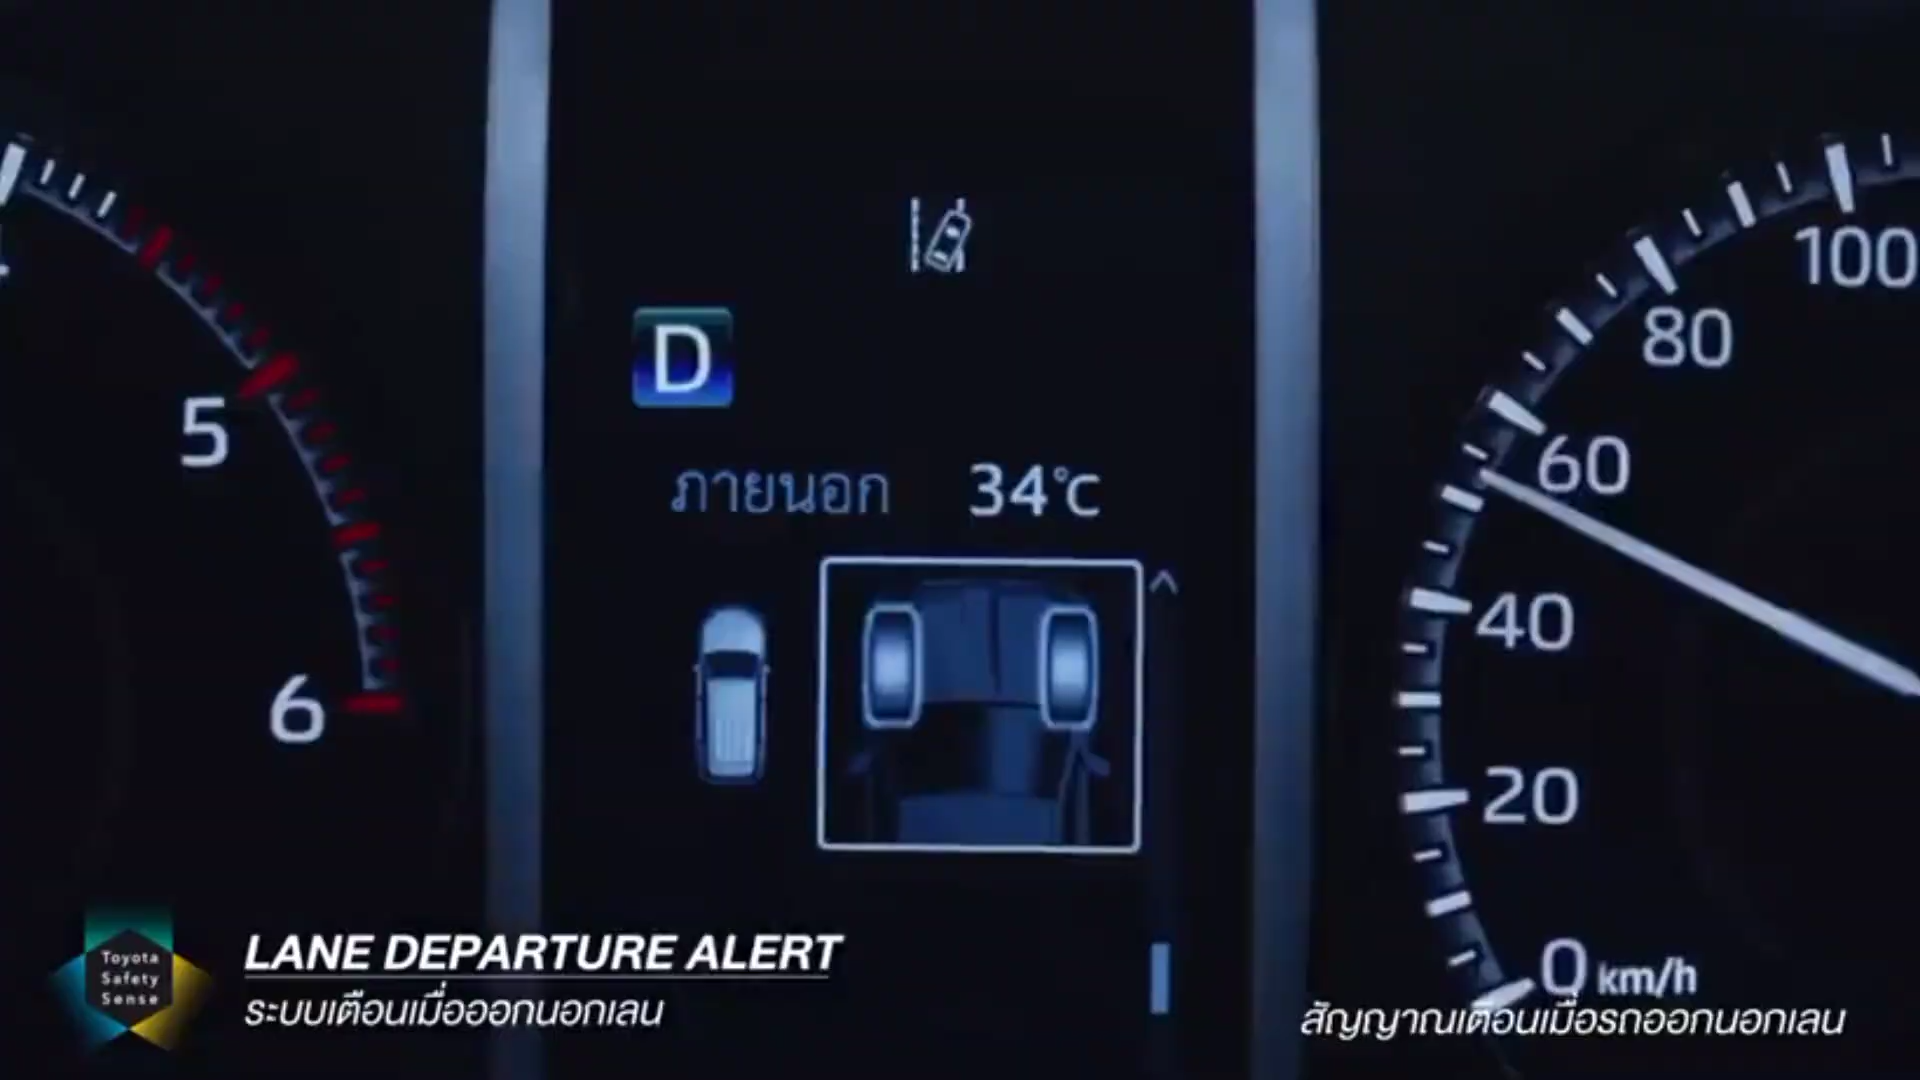 5
6
D
ภายนอก 34°C
100
80
60
40
20
0 km/h
Toyota
Safety
Sense
LANE DEPARTURE ALERT
ระบบเตือนเมื่อออกนอกเลน
สัญญาณเตือนเมื่อรถออกนอกเลน